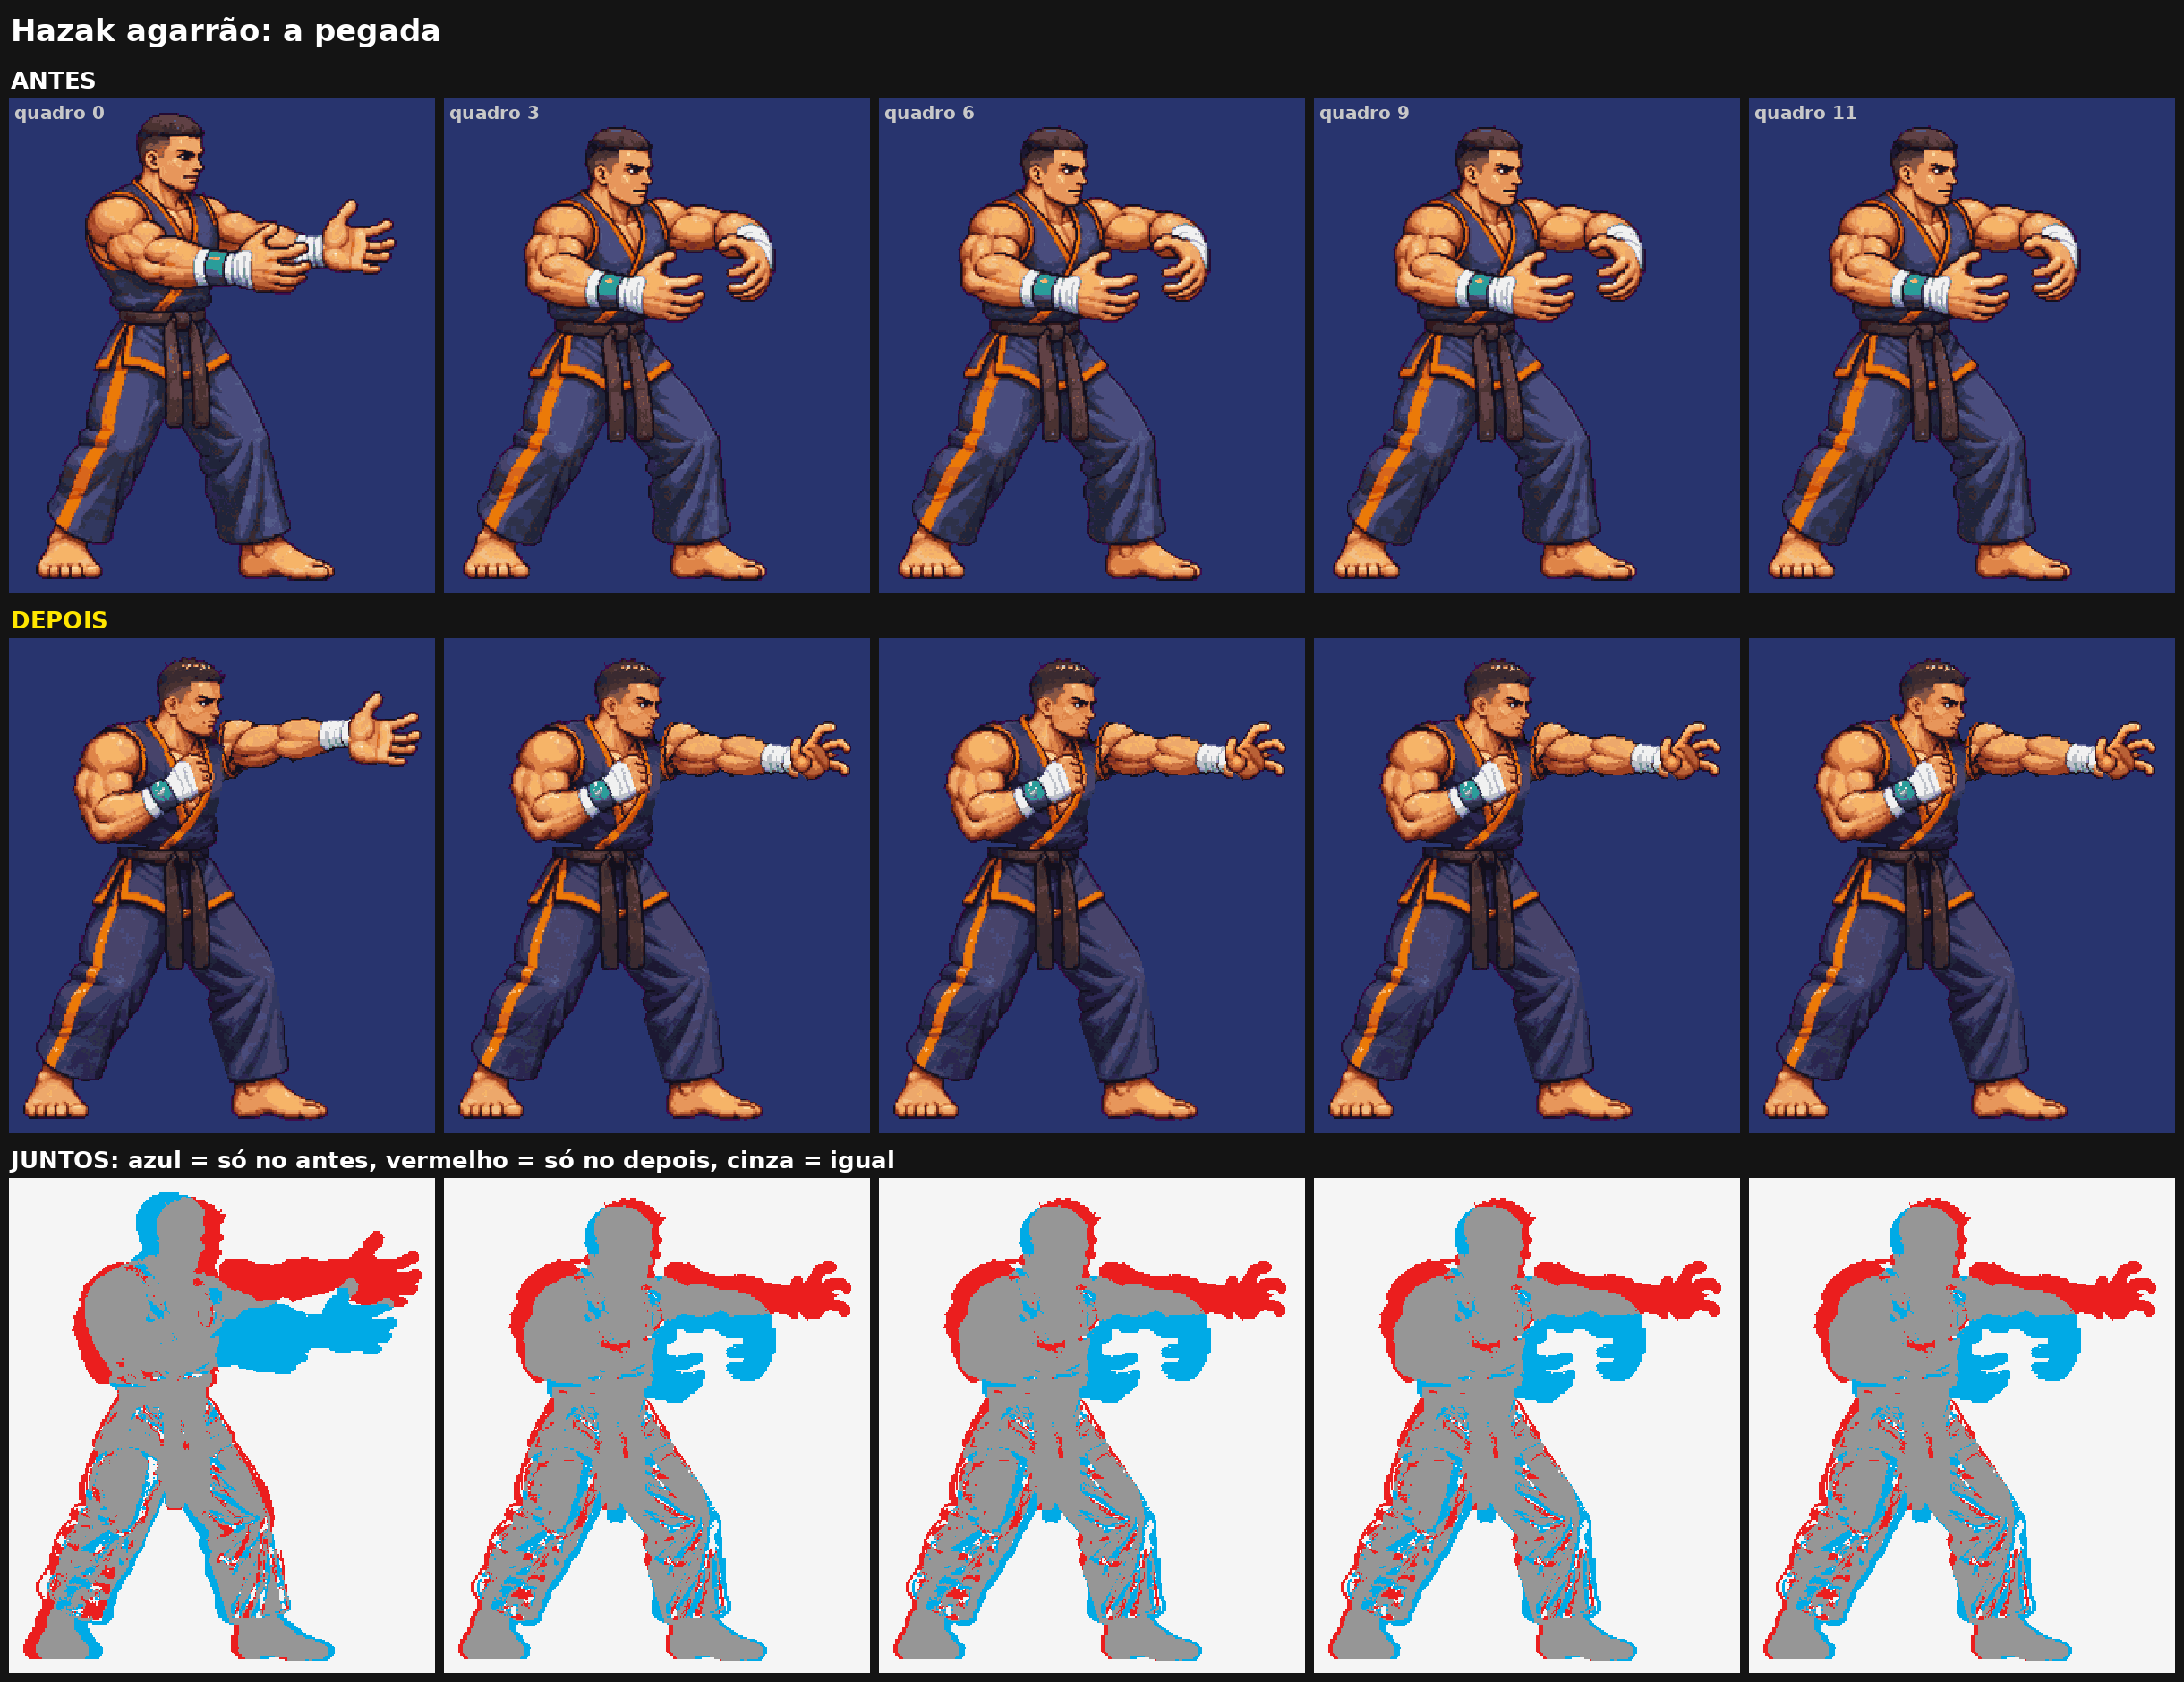 Hazak agarrão: a pegada
ANTES
quadro 0
quadro 3
quadro 6
quadro 9
quadro 11
DEPOIS
JUNTOS: azul = só no antes, vermelho = só no depois, cinza = igual